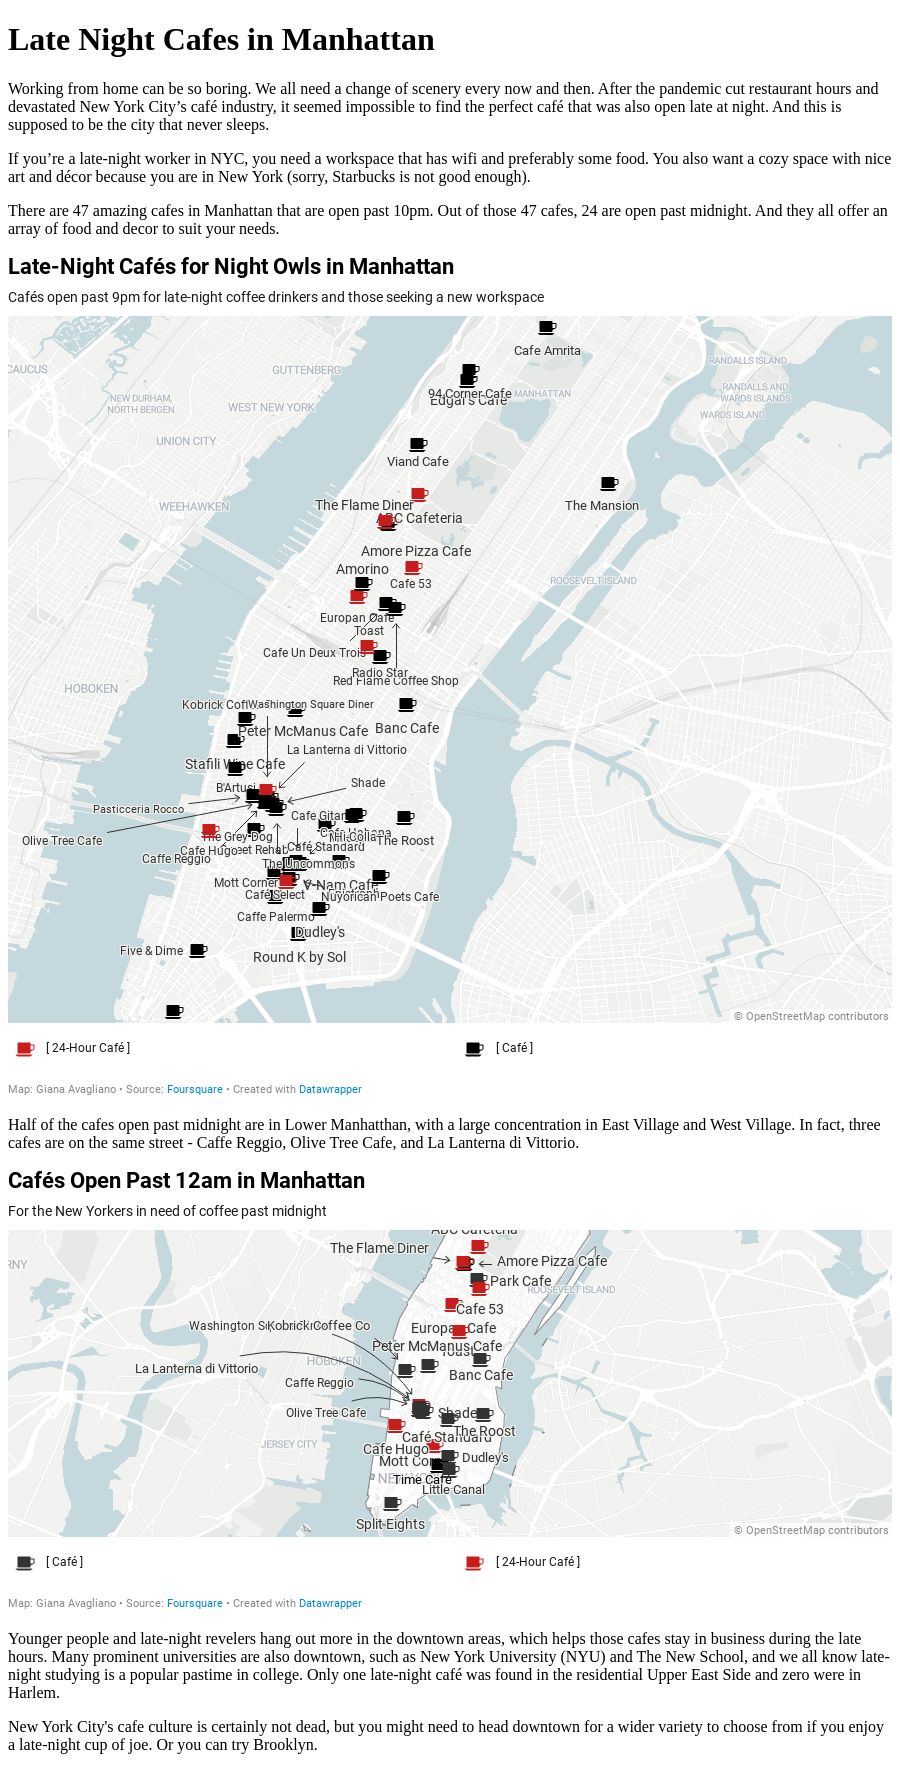 Late Night Cafes in Manhattan
Working from home can be so boring. We all need a change of scenery every now and then. After the pandemic cut restaurant hours and
devastated New York City’s café industry, it seemed impossible to find the perfect café that was also open late at night. And this is
supposed to be the city that never sleeps.
If you’re a late-night worker in NYC, you need a workspace that has wifi and preferably some food. You also want a cozy space with nice
art and décor because you are in New York (sorry, Starbucks is not good enough).
There are 47 amazing cafes in Manhattan that are open past 10pm. Out of those 47 cafes, 24 are open past midnight. And they all offer an
array of food and decor to suit your needs.
Late-Night Cafés for Night Owls in Manhattan
Cafés open past 9pm for late-night coffee drinkers and those seeking a new workspace
Cafe Amrita
RANDALLS ISLAND
CAUCUS
GUTTENBERG
94 Corner Cafe
Edgar's Cafe
MANHATTAN
RANDALLS AND
WARDS ISLANDS
NEW DURHAM,
NORTH BERGEN
WEST NEW YORK
WARDS ISLAND
UNION CITY
Viand Cafe
WEEHAWKEN
The Flame Diner
The Mansion
ABC Cafeteria
Amore Pizza Cafe
Amorino
Cafe 53
ROOSEVELT ISLAND
Europan Cafe
Toast
Cafe Un Deux Trois
Radio Star
Red Flame Coffee Shop
HOBOKEN
Kobrick Cof
Washington Square Diner
Peter McManus Cafe
Banc Cafe
La Lanterna di Vittorio
Stafili Wine Cafe
B'Artusi
Shade
Pasticceria Rocco
Cafe Gitan
Olive Tree Cafe
The Grey Dog
The Roost
Cafe Hugo
Café Standard
Caffe Reggio
The Uncommons
Mott Corner
V-Nam Cafe
Café Select
Nuyorican Poets Cafe
Caffe Palermo
Dudley's
Five & Dime
Round K by Sol
© OpenStreetMap contributors
[ 24-Hour Café ]
[ Café ]
Map: Giana Avagliano • Source: Foursquare • Created with Datawrapper
Half of the cafes open past midnight are in Lower Manhatthan, with a large concentration in East Village and West Village. In fact, three
cafes are on the same street - Caffe Reggio, Olive Tree Cafe, and La Lanterna di Vittorio.
Cafés Open Past 12am in Manhattan
For the New Yorkers in need of coffee past midnight
ABC Cafeteria
The Flame Diner
Amore Pizza Cafe
Park Cafe
ROOSEVELT ISLAND
Cafe 53
Europan Cafe
Washington S
Kobrick Coffee Co
Peter McManus Cafe
Toast
HOBOKEN
La Lanterna di Vittorio
Banc Cafe
Caffe Reggio
Olive Tree Cafe
Shade
The Roost
Café Standard
JERSEY CITY
Cafe Hugo
Dudley's
Mott Cor
Time Café
Little Canal
Split Eights
© OpenStreetMap contributors
[ Café ]
[ 24-Hour Café ]
Map: Giana Avagliano • Source: Foursquare • Created with Datawrapper
Younger people and late-night revelers hang out more in the downtown areas, which helps those cafes stay in business during the late
hours. Many prominent universities are also downtown, such as New York University (NYU) and The New School, and we all know late-
night studying is a popular pastime in college. Only one late-night café was found in the residential Upper East Side and zero were in
Harlem.
New York City's cafe culture is certainly not dead, but you might need to head downtown for a wider variety to choose from if you enjoy
a late-night cup of joe. Or you can try Brooklyn.